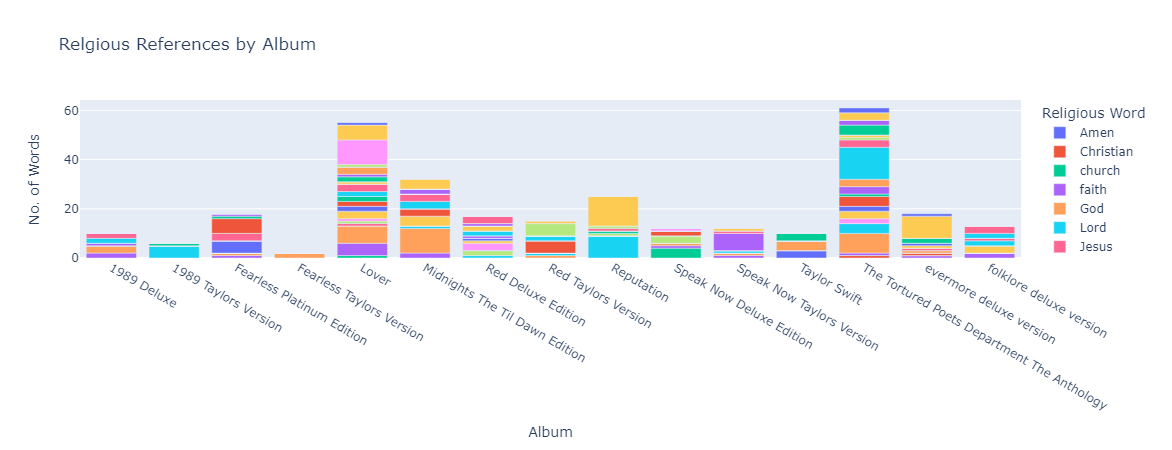 Relgious References by Album
No. of Words
60
40
20
0
1989 Deluxe
1989 Taylors Version
Fearless Platinum Edition
Fearless Taylors Version
Lover
Midnights The Til Dawn Edition
Red Deluxe Edition
Red Taylors Version
Reputation
Speak Now Deluxe Edition
Speak Now Taylors Version
Taylor Swift
The Tortured Poets Department The Anthology
evermore deluxe version
folklore deluxe version
Album
Religious Word
Amen
Christian
church
faith
God
Lord
Jesus